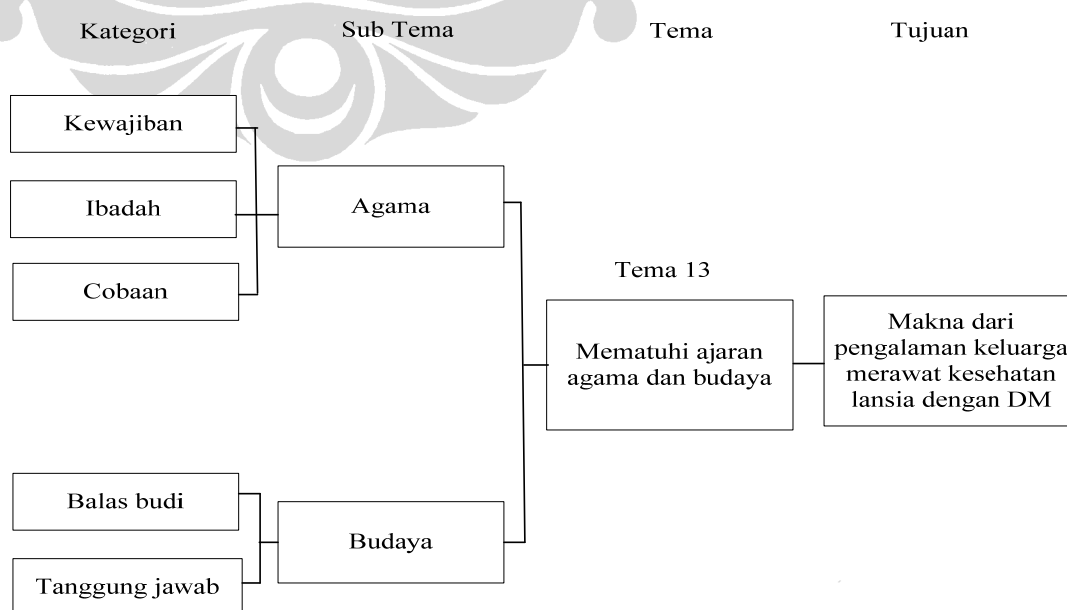 Kategori
Sub Tema
Tema
Tujuan
Kewajiban
Ibadah
Cobaan
Agama
Balas budi
Tanggung jawab
Budaya
Tema 13
Mematuhi ajaran
agama dan budaya
Makna dari
pengalaman keluarga
merawat kesehatan
lansia dengan DM